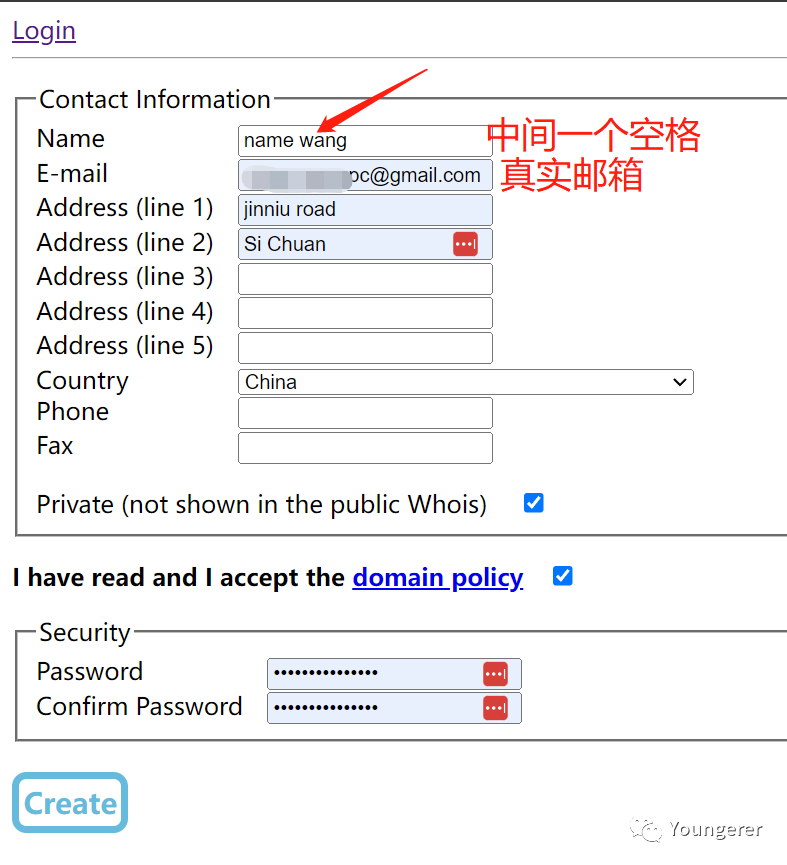 Login
Contact Information
Name name wang 中间一个空格
E-mail pc@gmail.com 真实邮箱
Address (line 1) jinniu road
Address (line 2) Si Chuan
Address (line 3)
Address (line 4)
Address (line 5)
Country China
Phone
Fax
Private (not shown in the public Whois)
I have read and I accept the domain policy
Security
Password •••••••••••••••
Confirm Password •••••••••••••••
Create
Youngerer